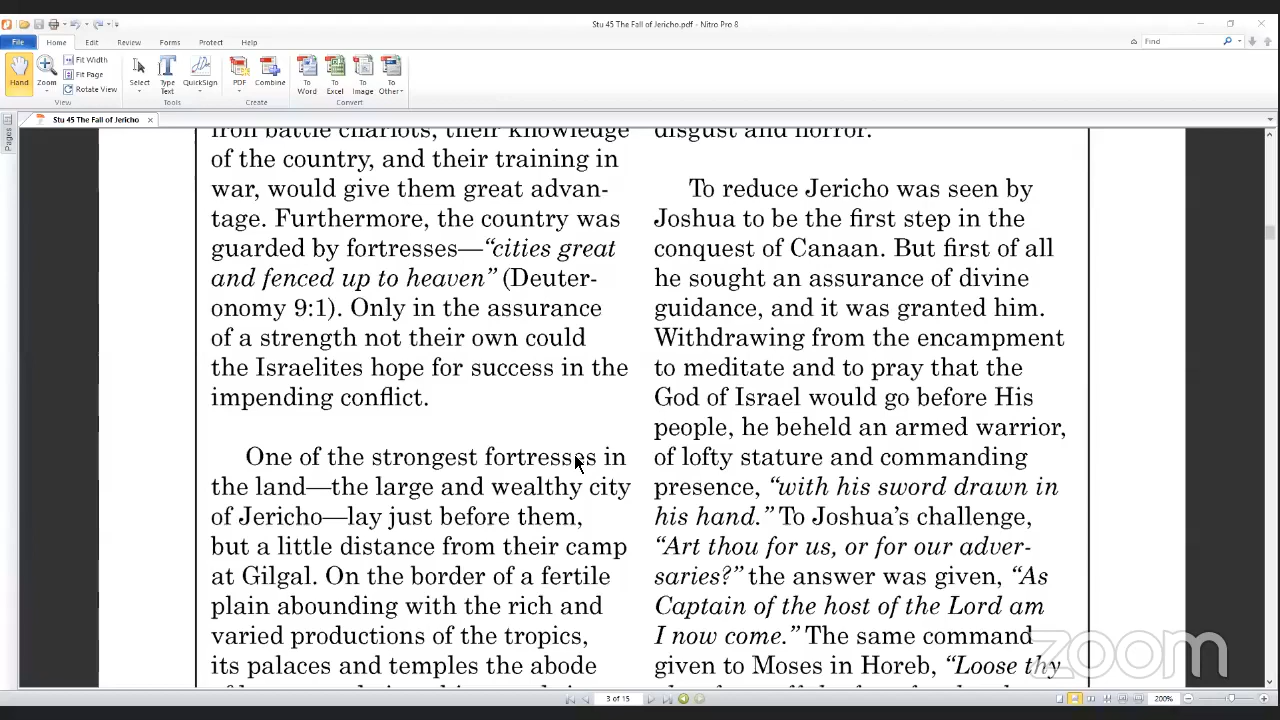 Stu 45 The Fall of Jericho.pdf - Nitro Pro 8
File Home Edit Review Forms Protect Help
Find
Hand
Zoom
Fit Width
Fit Page
Rotate View
Select
Type Text
QuickSign
PDF
Combine
To Word
To Excel
To Image
To Other
View Tools Create Convert
Stu 45 The Fall of Jericho
Pages
iron battle chariots, their knowledge
of the country, and their training in
war, would give them great advan-
tage. Furthermore, the country was
guarded by fortresses—“cities great
and fenced up to heaven” (Deuter-
onomy 9:1). Only in the assurance
of a strength not their own could
the Israelites hope for success in the
impending conflict.
One of the strongest fortresses in
the land—the large and wealthy city
of Jericho—lay just before them,
but a little distance from their camp
at Gilgal. On the border of a fertile
plain abounding with the rich and
varied productions of the tropics,
its palaces and temples the abode
disgust and horror.
To reduce Jericho was seen by
Joshua to be the first step in the
conquest of Canaan. But first of all
he sought an assurance of divine
guidance, and it was granted him.
Withdrawing from the encampment
to meditate and to pray that the
God of Israel would go before His
people, he beheld an armed warrior,
of lofty stature and commanding
presence, “with his sword drawn in
his hand.” To Joshua’s challenge,
“Art thou for us, or for our adver-
saries?” the answer was given, “As
Captain of the host of the Lord am
I now come.” The same command
given to Moses in Horeb, “Loose thy
zoom
3 of 15
200%